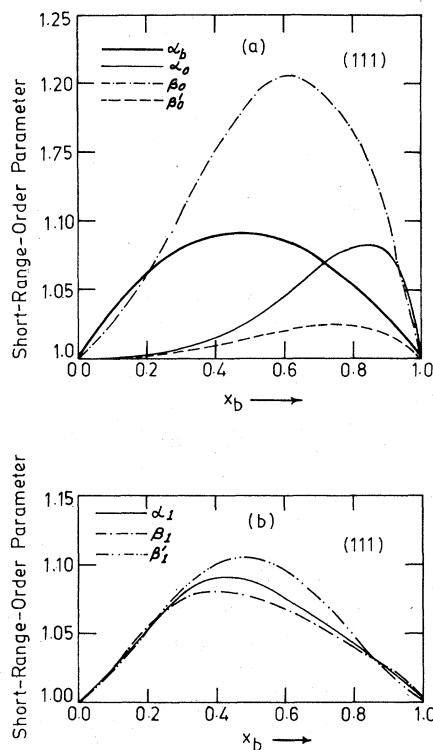 1.25
1.20
1.75
1.10
1.05
1.0
Short-Range-Order Parameter
α_b
α_o
β_o
β'_o
(a)
(111)
0.0 0.2 0.4 0.6 0.8 1.0
x_b
1.15
1.10
1.05
1.00
Short-Range-Order Parameter
α_1
β_1
β'_1
(b)
(111)
0.0 0.2 0.4 0.6 0.8 1.0
x_b